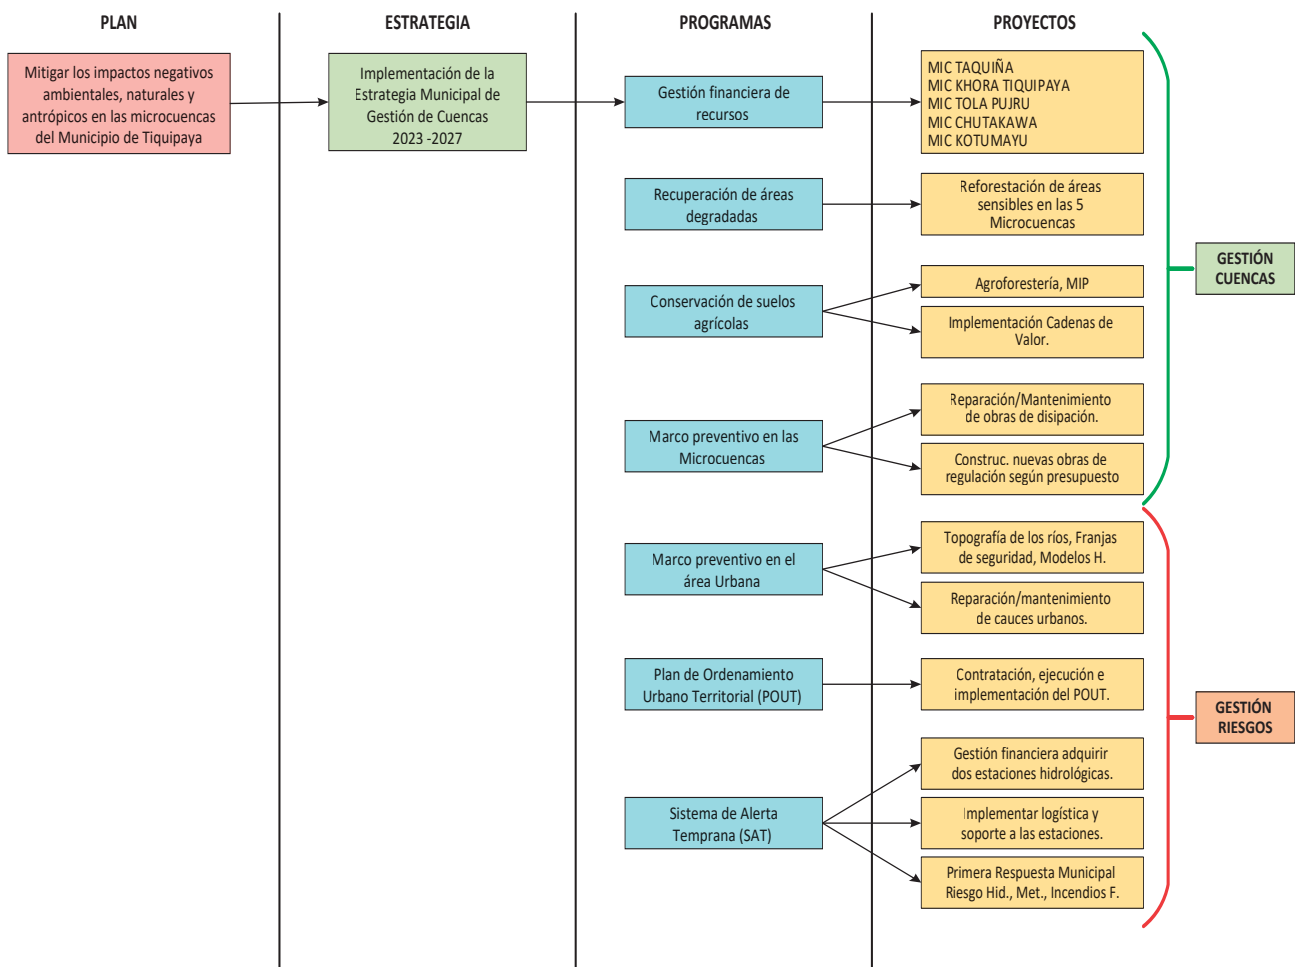 PLAN
ESTRATEGIA
PROGRAMAS
PROYECTOS
Mitigar los impactos negativos
ambientales, naturales y
antrópicos en las microcuencas
del Municipio de Tiquipaya
Implementación de la
Estrategia Municipal de
Gestión de Cuencas
2023 -2027
Gestión financiera de
recursos
MIC TAQUIÑA
MIC KHORA TIQUIPAYA
MIC TOLA PUJRU
MIC CHUTAKAWA
MIC KOTUMAYU
Recuperación de áreas
degradadas
Reforestación de áreas
sensibles en las 5
Microcuencas
Conservación de suelos
agrícolas
Agroforestería, MIP
Implementación Cadenas de
Valor.
Marco preventivo en las
Microcuencas
Reparación/Mantenimiento
de obras de disipación.
Construc. nuevas obras de
regulación según presupuesto
GESTIÓN
CUENCAS
Marco preventivo en el
área Urbana
Topografía de los ríos, Franjas
de seguridad, Modelos H.
Reparación/mantenimiento
de cauces urbanos.
Plan de Ordenamiento
Urbano Territorial (POUT)
Contratación, ejecución e
implementación del POUT.
Sistema de Alerta
Temprana (SAT)
Gestión financiera adquirir
dos estaciones hidrológicas.
Implementar logística y
soporte a las estaciones.
Primera Respuesta Municipal
Riesgo Hid., Met., Incendios F.
GESTIÓN
RIESGOS